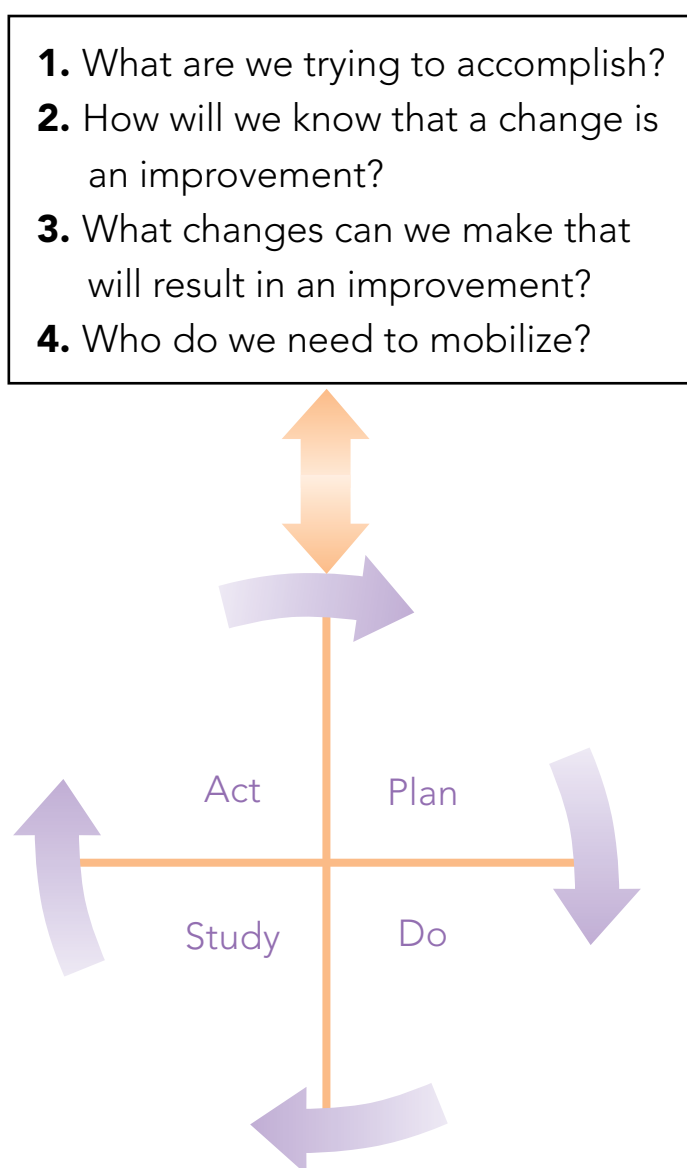 1. What are we trying to accomplish?
2. How will we know that a change is
an improvement?
3. What changes can we make that
will result in an improvement?
4. Who do we need to mobilize?
Act
Plan
Study
Do